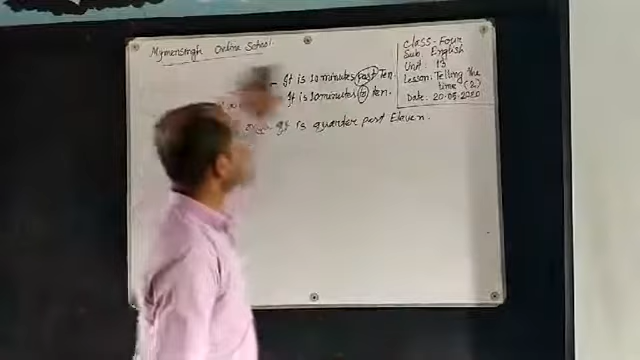 Mymensingh Online School
Class-Four
Sub: English
Unit: 13
Lesson: Telling the
time (2)
Date: 20.05.2020
It is 10 minutes past Ten.
It is 10 minutes to ten.
It is quarter past Eleven.